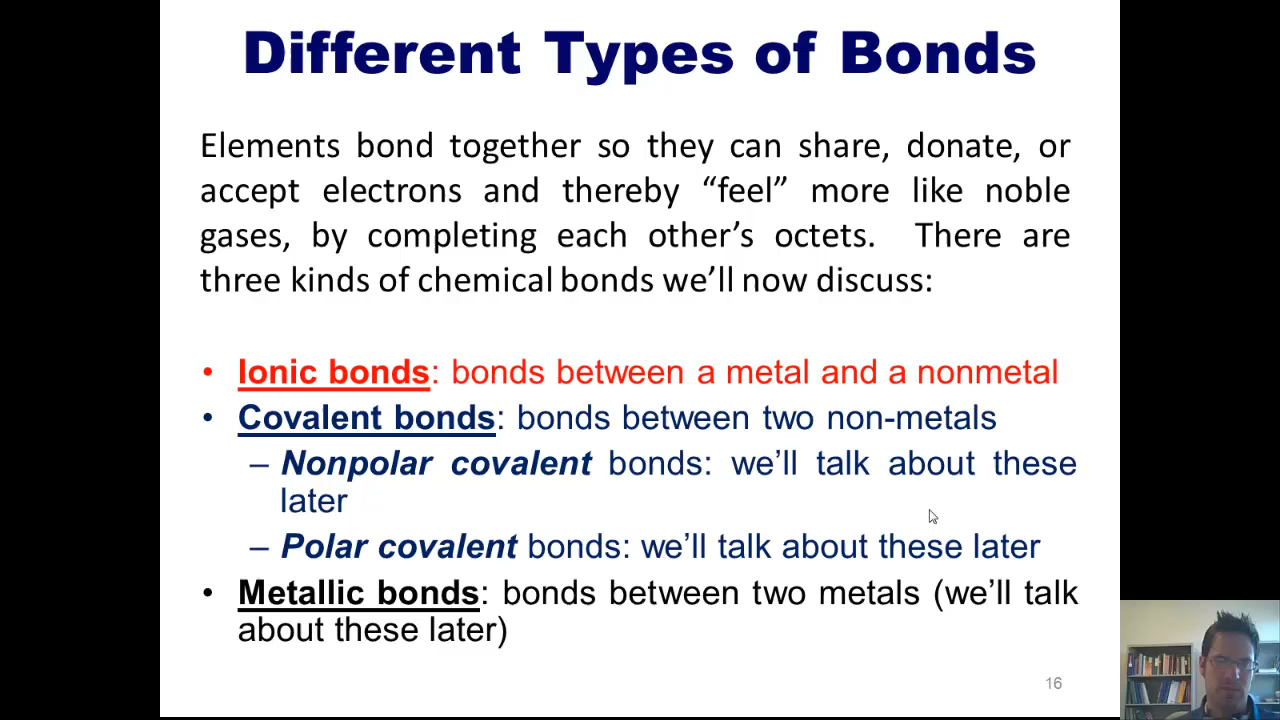 Different Types of Bonds
Elements bond together so they can share, donate, or
accept electrons and thereby “feel” more like noble
gases, by completing each other’s octets. There are
three kinds of chemical bonds we’ll now discuss:
• Ionic bonds: bonds between a metal and a nonmetal
• Covalent bonds: bonds between two non-metals
– Nonpolar covalent bonds: we’ll talk about these
later
– Polar covalent bonds: we’ll talk about these later
• Metallic bonds: bonds between two metals (we’ll talk
about these later)
16